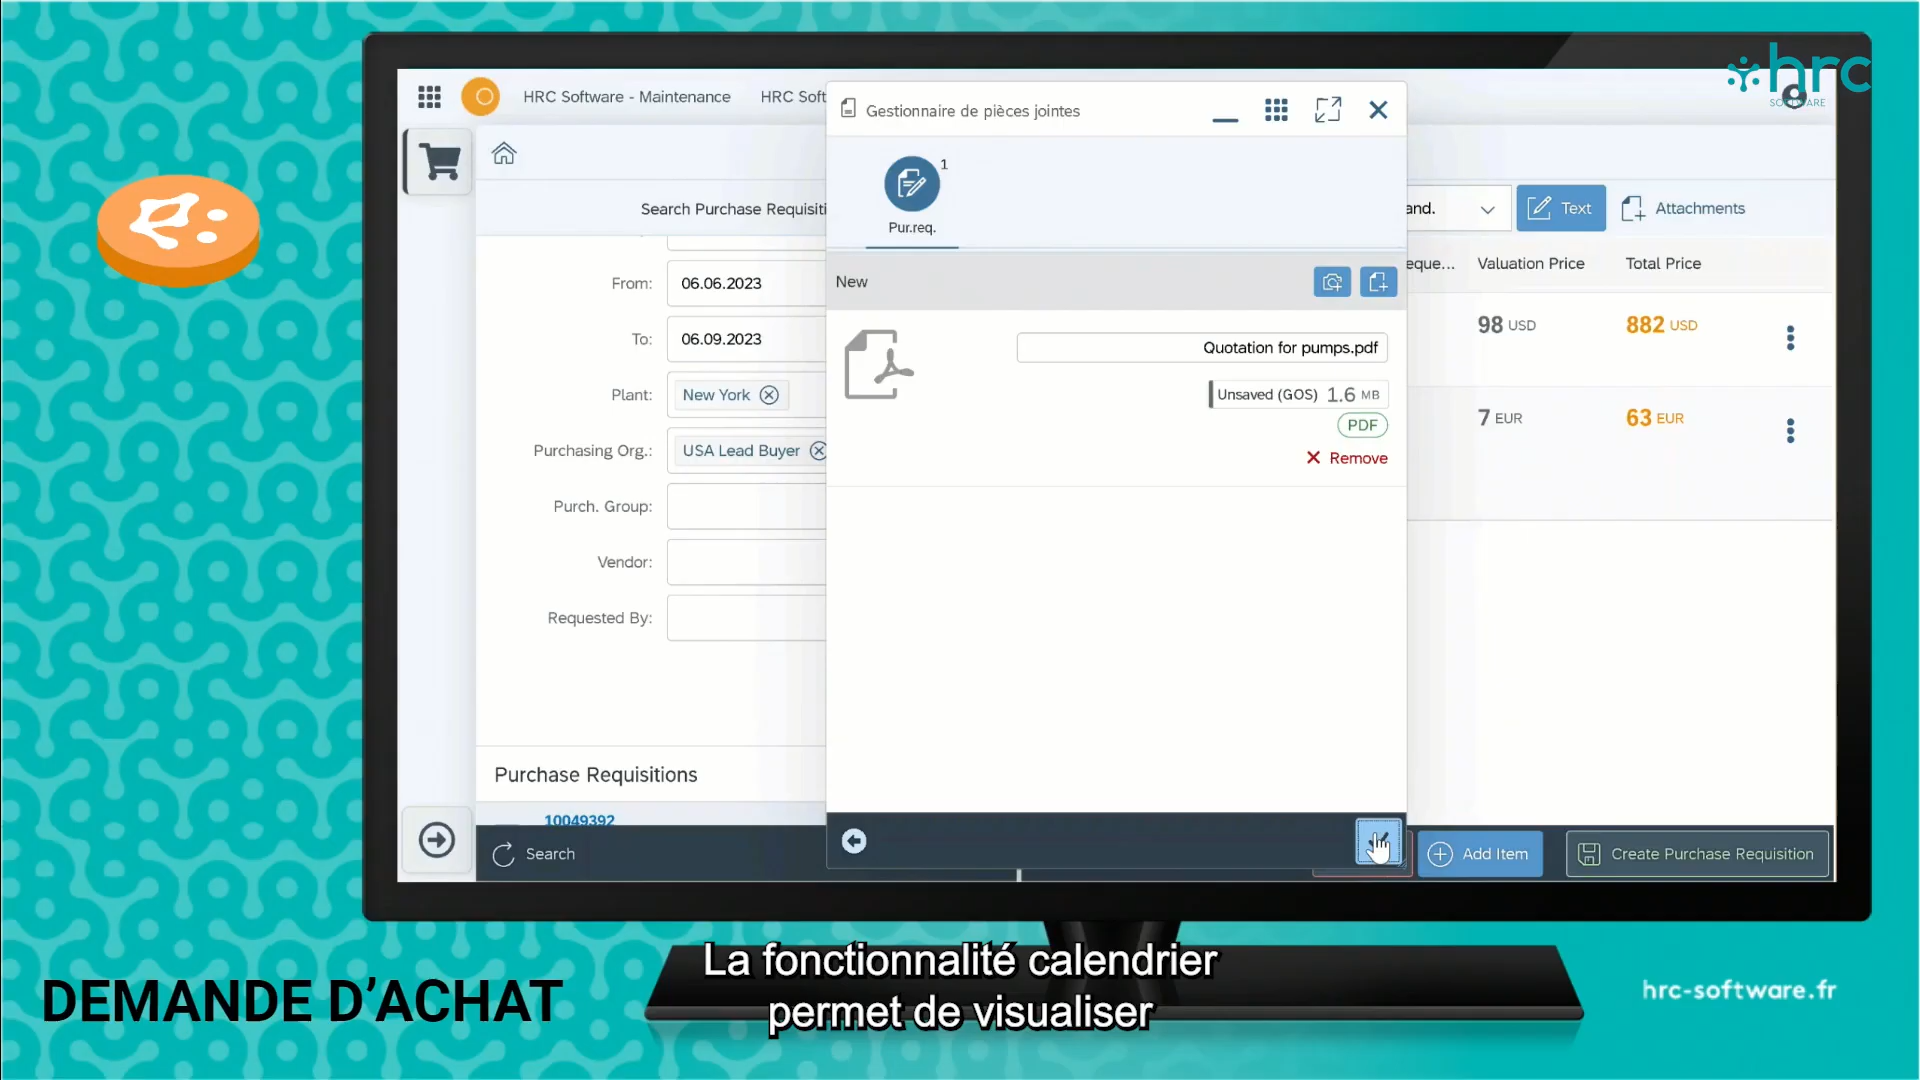 hrc
SOFTWARE
HRC Software - Maintenance
HRC Soft
Gestionnaire de pièces jointes
1
Pur.req.
Search Purchase Requisiti
and.
Text
Attachments
New
eque...
Valuation Price
Total Price
From:
06.06.2023
98 USD
882 USD
To:
06.09.2023
Quotation for pumps.pdf
Plant:
New York
Unsaved (GOS) 1.6 MB
7 EUR
63 EUR
PDF
Purchasing Org.:
USA Lead Buyer
Remove
Purch. Group:
Vendor:
Requested By:
Purchase Requisitions
10049392
Search
Add Item
Create Purchase Requisition
La fonctionnalité calendrier
permet de visualiser
DEMANDE D’ACHAT
hrc-software.fr